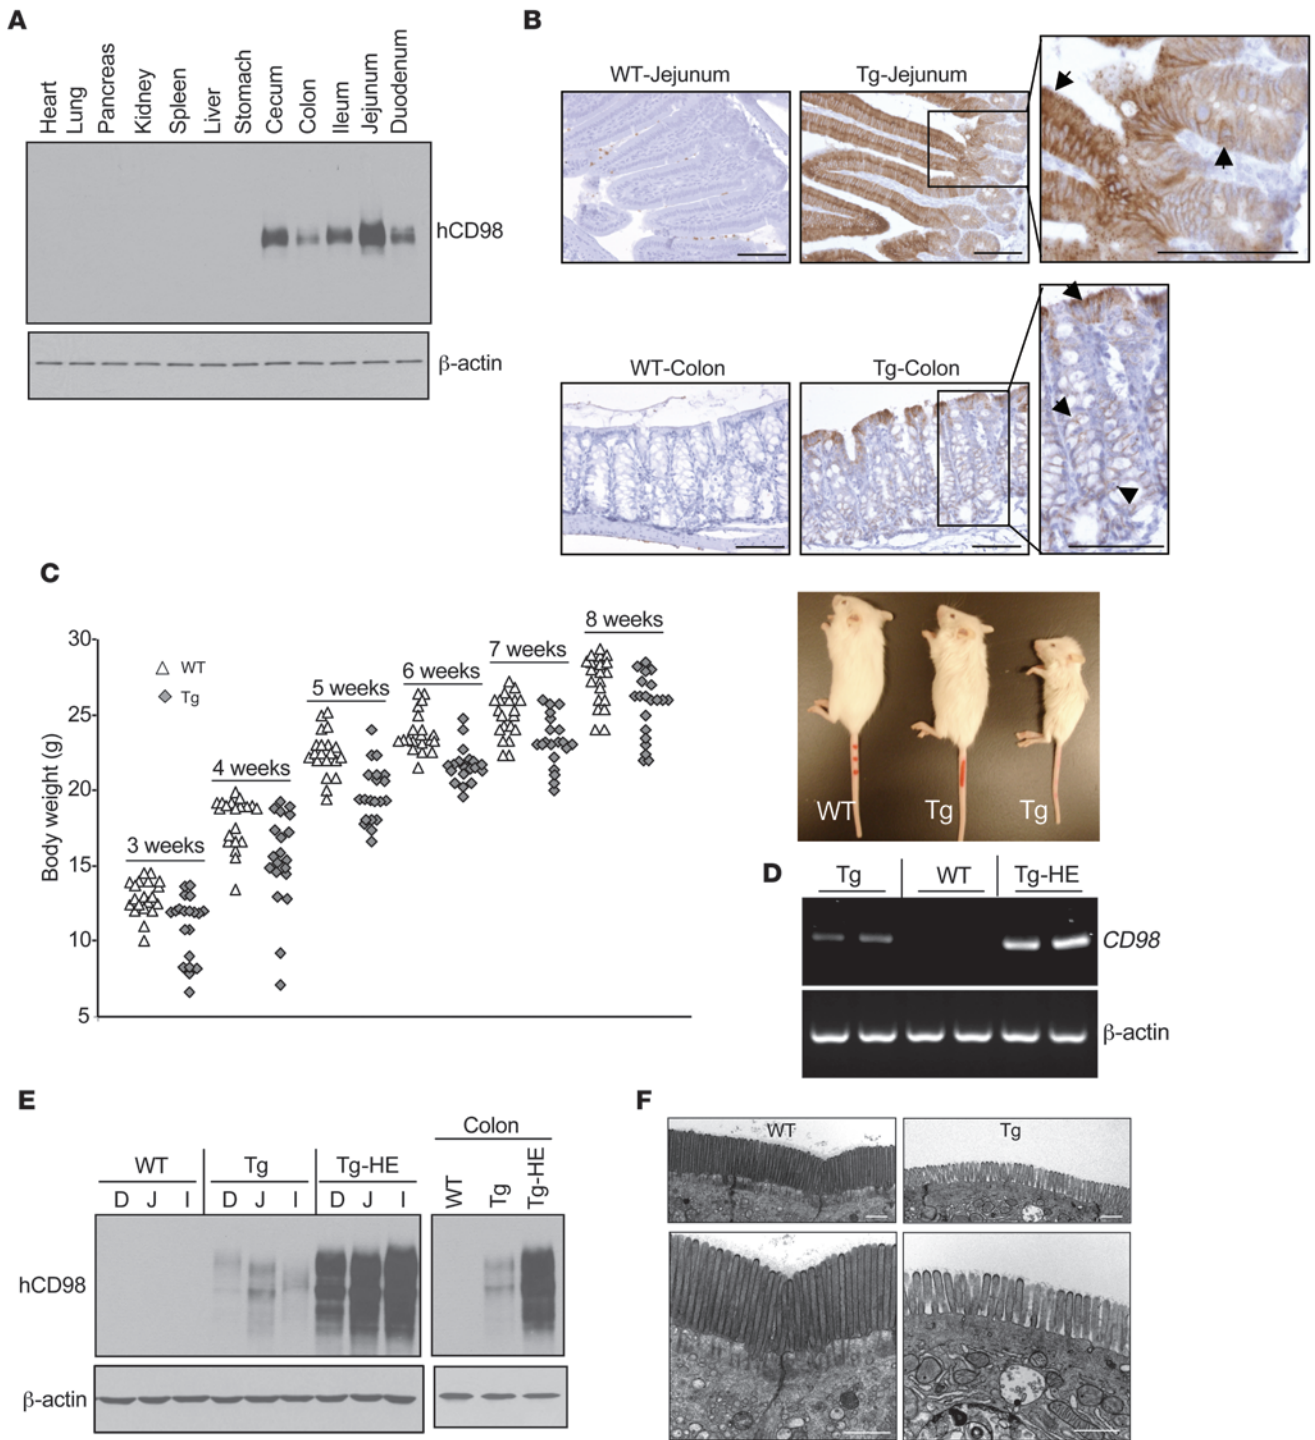 A
Heart
Lung
Pancreas
Kidney
Spleen
Liver
Stomach
Cecum
Colon
Ileum
Jejunum
Duodenum
hCD98
β-actin
B
WT-Jejunum
Tg-Jejunum
WT-Colon
Tg-Colon
C
Body weight (g)
30
25
20
15
10
5
WT
Tg
3 weeks
4 weeks
5 weeks
6 weeks
7 weeks
8 weeks
WT
Tg
Tg
D
Tg WT Tg-HE
CD98
β-actin
E
WT Tg Tg-HE
D J I D J I D J I
Colon
WT
Tg
Tg-HE
hCD98
β-actin
F
WT
Tg